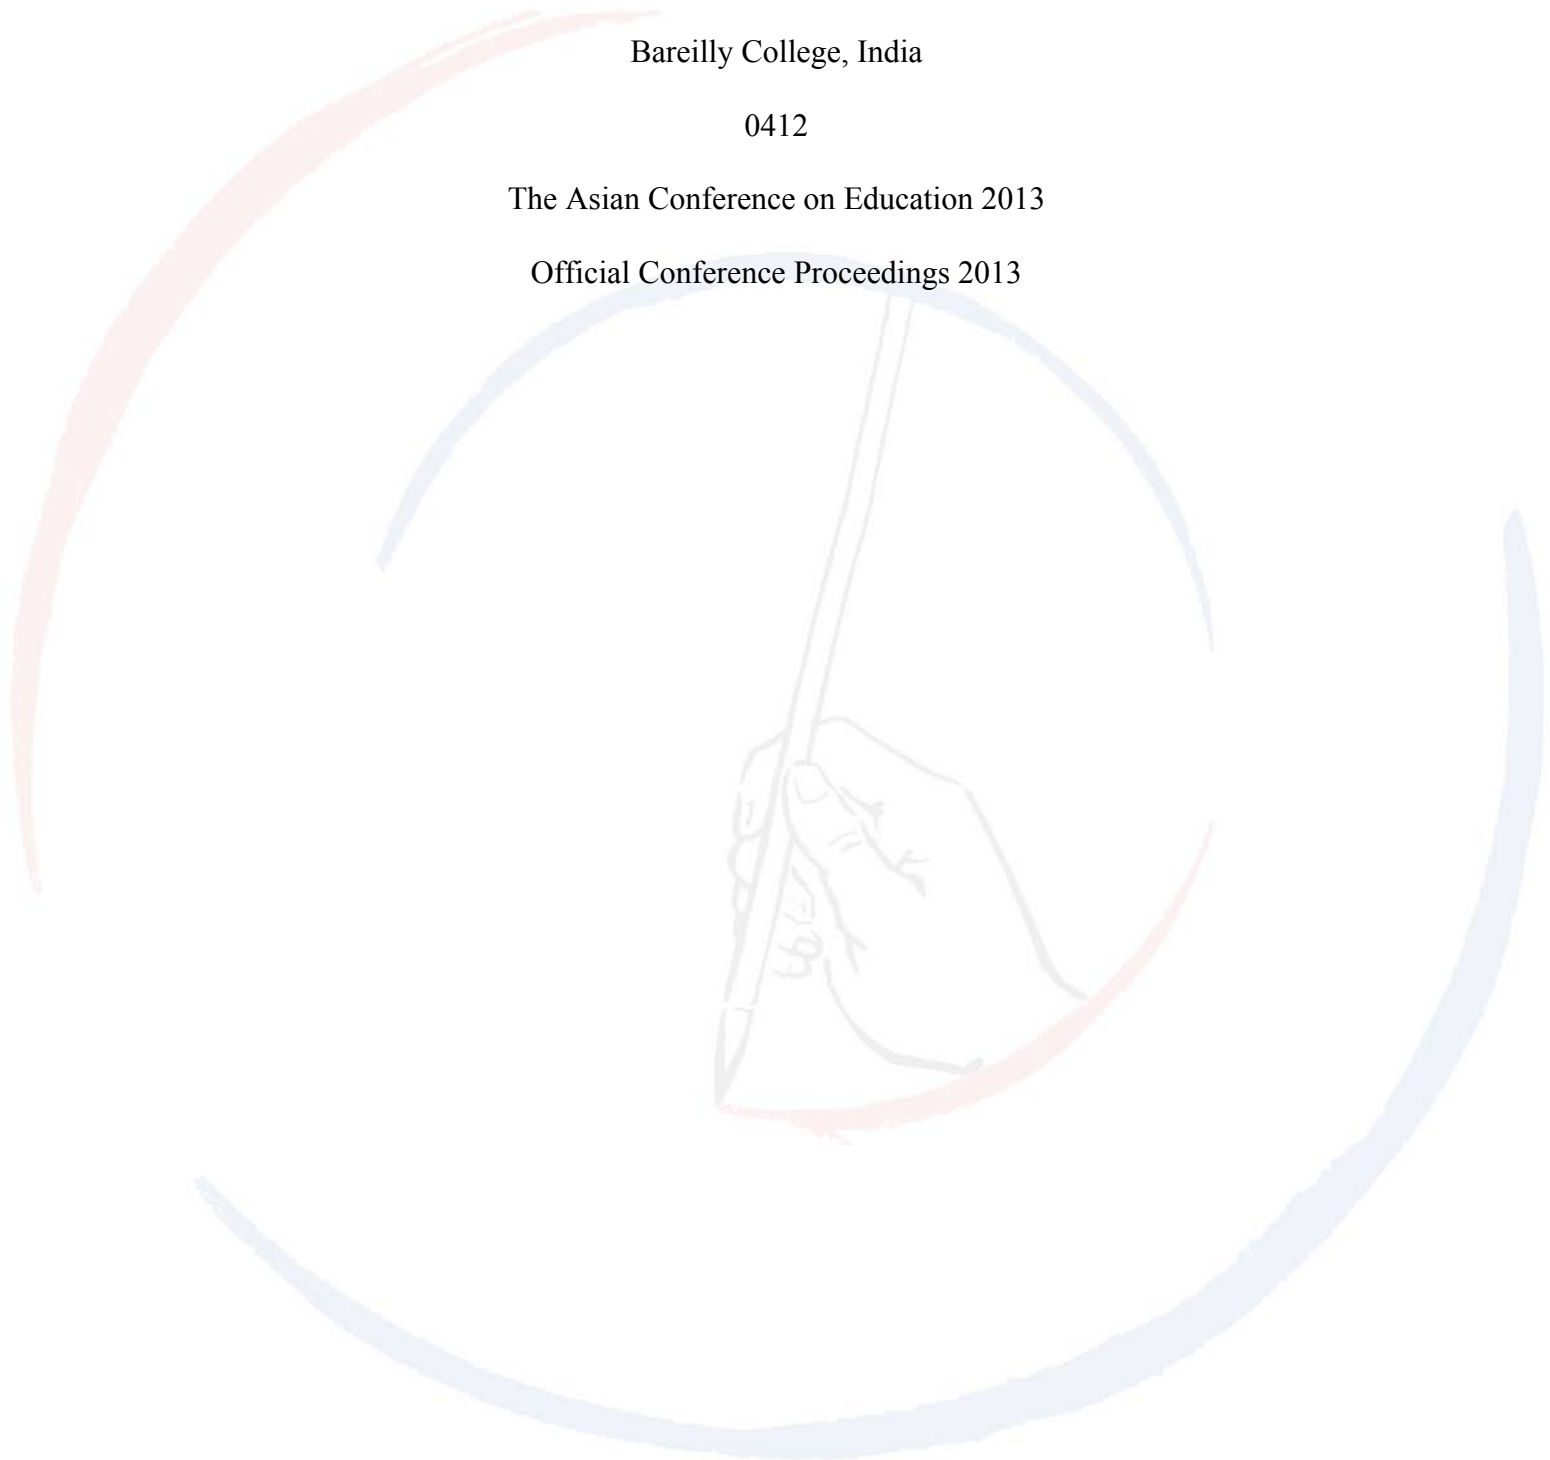 Bareilly College, India
0412
The Asian Conference on Education 2013
Official Conference Proceedings 2013